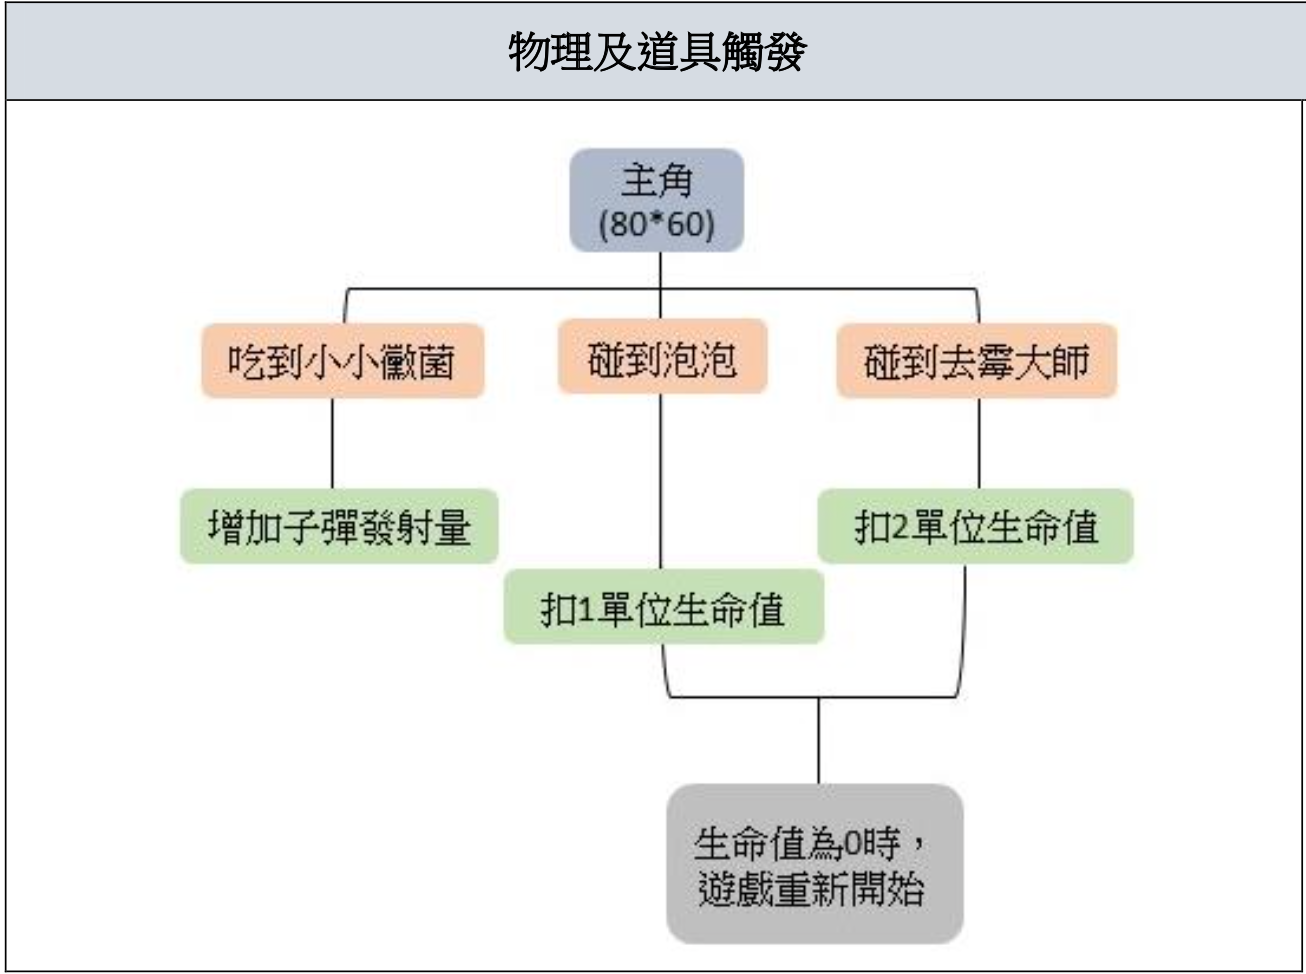 物理及道具觸發
主角
(80*60)
吃到小小黴菌
碰到泡泡
碰到去霉大師
增加子彈發射量
扣2單位生命值
扣1單位生命值
生命值為0時，
遊戲重新開始